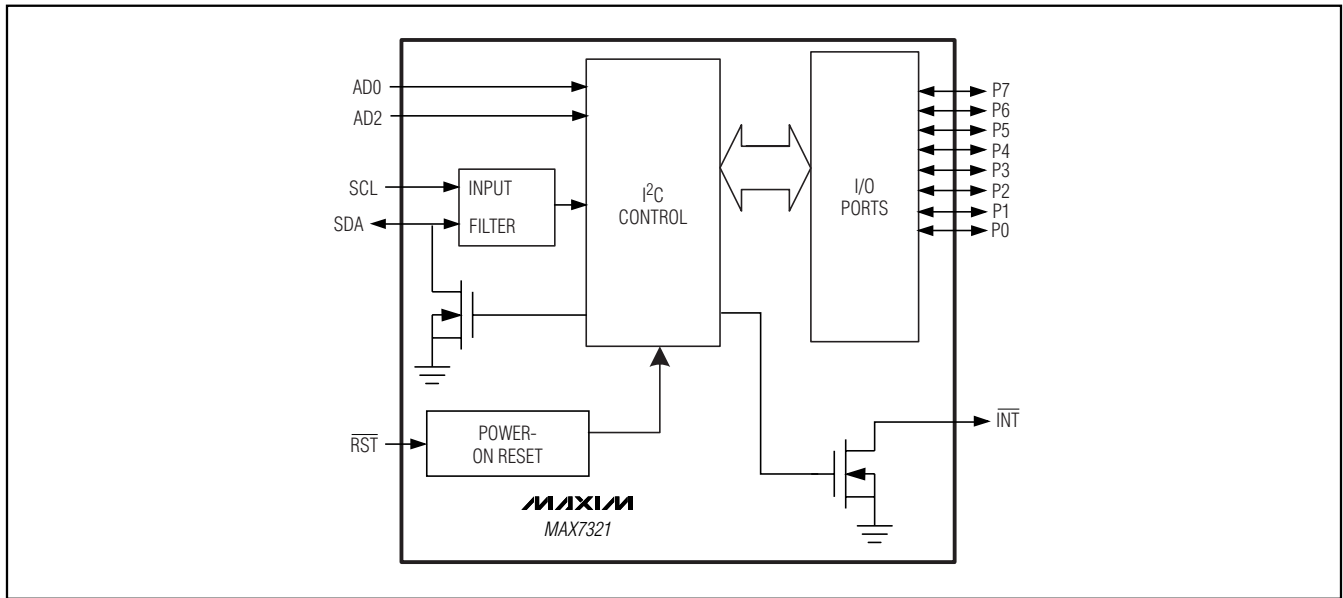 AD0
AD2
SCL
SDA
INPUT
FILTER
I²C
CONTROL
I/O
PORTS
P7
P6
P5
P4
P3
P2
P1
P0
RST
POWER-
ON RESET
INT
MAXIM
MAX7321